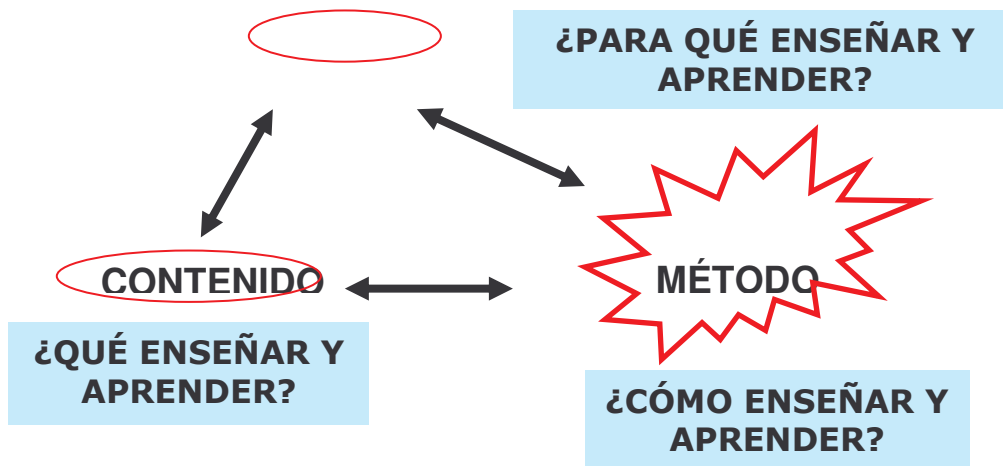 ¿PARA QUÉ ENSEÑAR Y
APRENDER?
CONTENIDO
MÉTODO
¿QUÉ ENSEÑAR Y
APRENDER?
¿CÓMO ENSEÑAR Y
APRENDER?